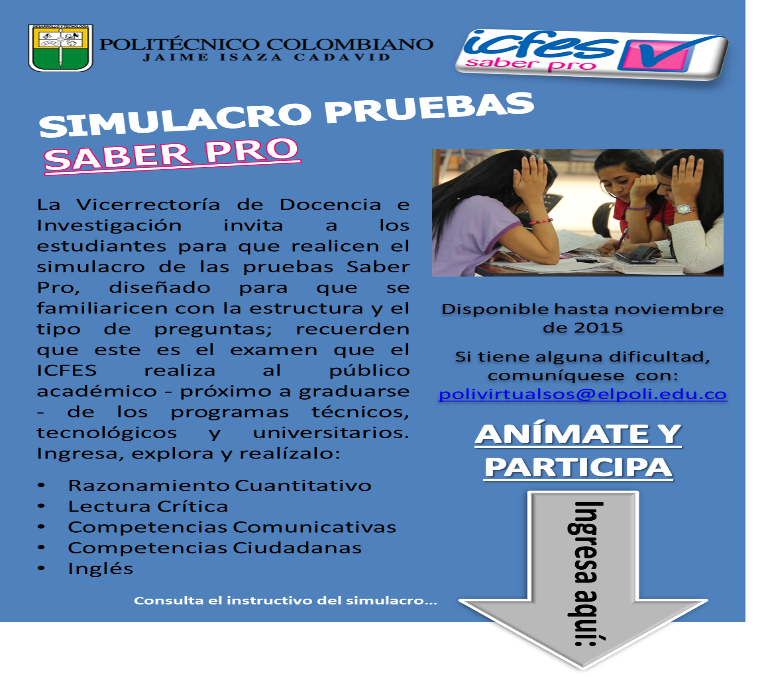 POLITÉCNICO COLOMBIANO
JAIME ISAZA CADAVID
icfes
saber pro
SIMULACRO PRUEBAS
SABER PRO
La Vicerrectoría de Docencia e
Investigación invita a los
estudiantes para que realicen el
simulacro de las pruebas Saber
Pro, diseñado para que se
familiaricen con la estructura y el
tipo de preguntas; recuerden
que este es el examen que el
ICFES realiza al público
académico - próximo a graduarse
- de los programas técnicos,
tecnológicos y universitarios.
Ingresa, explora y realízalo:
• Razonamiento Cuantitativo
• Lectura Crítica
• Competencias Comunicativas
• Competencias Ciudadanas
• Inglés
Consulta el instructivo del simulacro...
Disponible hasta noviembre
de 2015
Si tiene alguna dificultad,
comuníquese con:
polivirtualsos@elpoli.edu.co
ANÍMATE Y
PARTICIPA
Ingresa aquí: